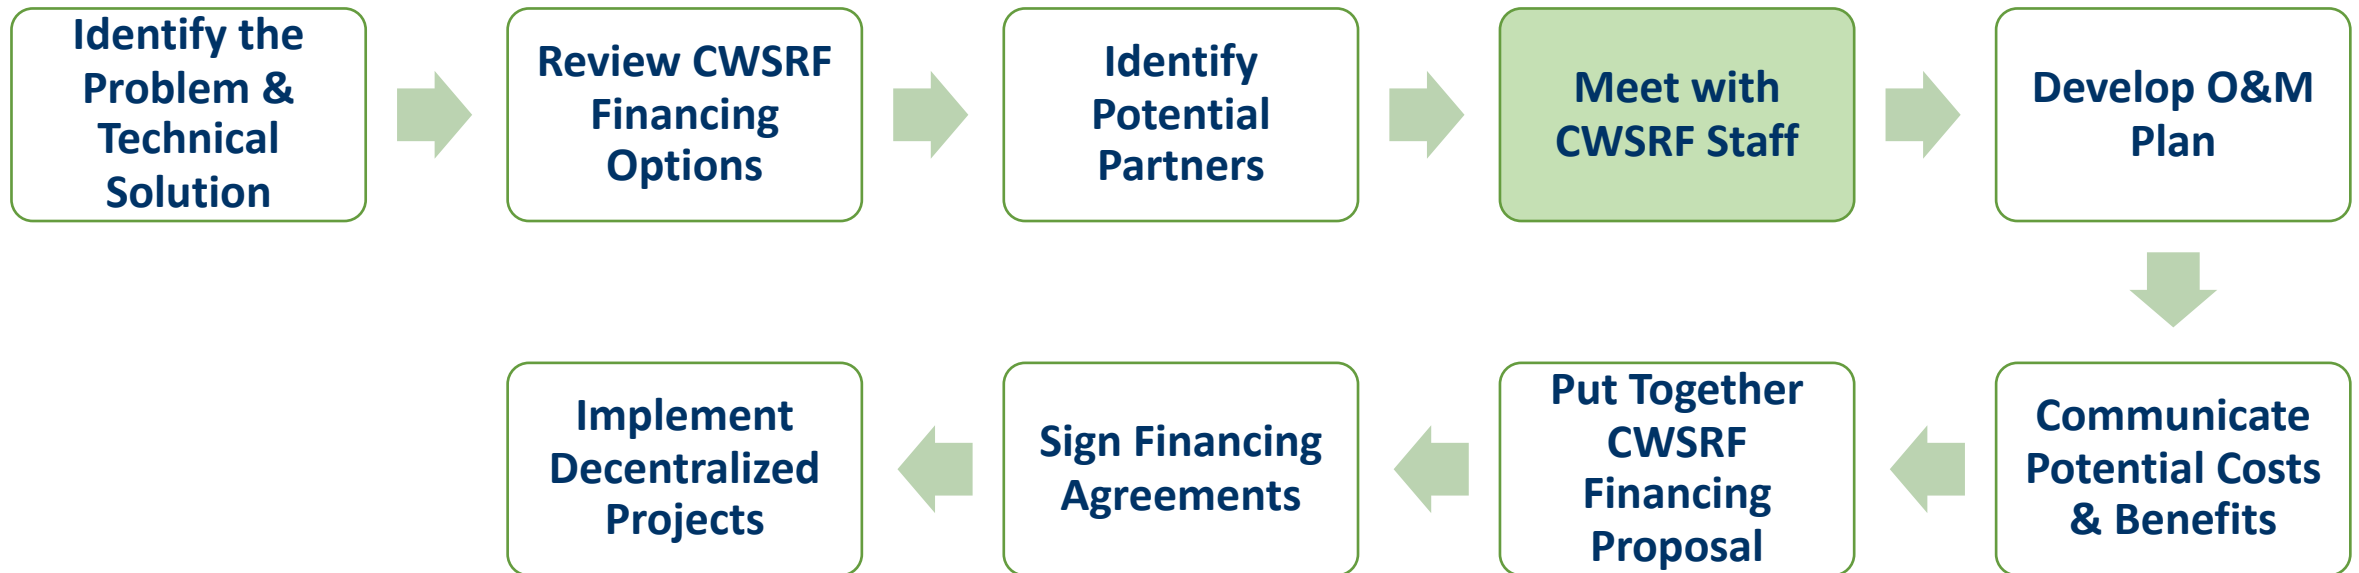 Identify the
Problem &
Technical
Solution
Review CWSRF
Financing
Options
Identify
Potential
Partners
Meet with
CWSRF Staff
Develop O&M
Plan
Communicate
Potential Costs
& Benefits
Put Together
CWSRF
Financing
Proposal
Sign Financing
Agreements
Implement
Decentralized
Projects